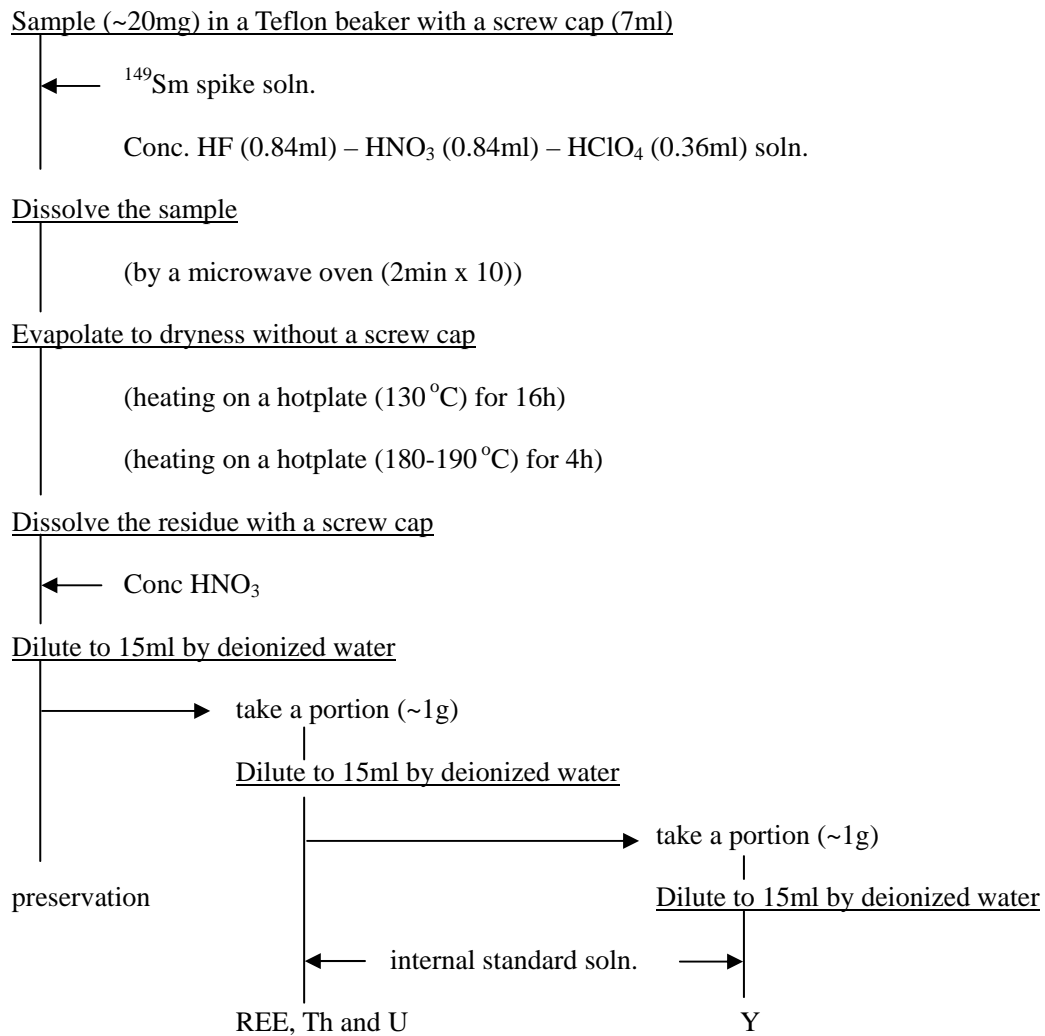 Sample (~20mg) in a Teflon beaker with a screw cap (7ml)
¹⁴⁹Sm spike soln.
Conc. HF (0.84ml) – HNO₃ (0.84ml) – HClO₄ (0.36ml) soln.
Dissolve the sample
(by a microwave oven (2min x 10))
Evapolate to dryness without a screw cap
(heating on a hotplate (130 °C) for 16h)
(heating on a hotplate (180-190 °C) for 4h)
Dissolve the residue with a screw cap
Conc HNO₃
Dilute to 15ml by deionized water
take a portion (~1g)
Dilute to 15ml by deionized water
take a portion (~1g)
preservation
Dilute to 15ml by deionized water
internal standard soln.
REE, Th and U
Y